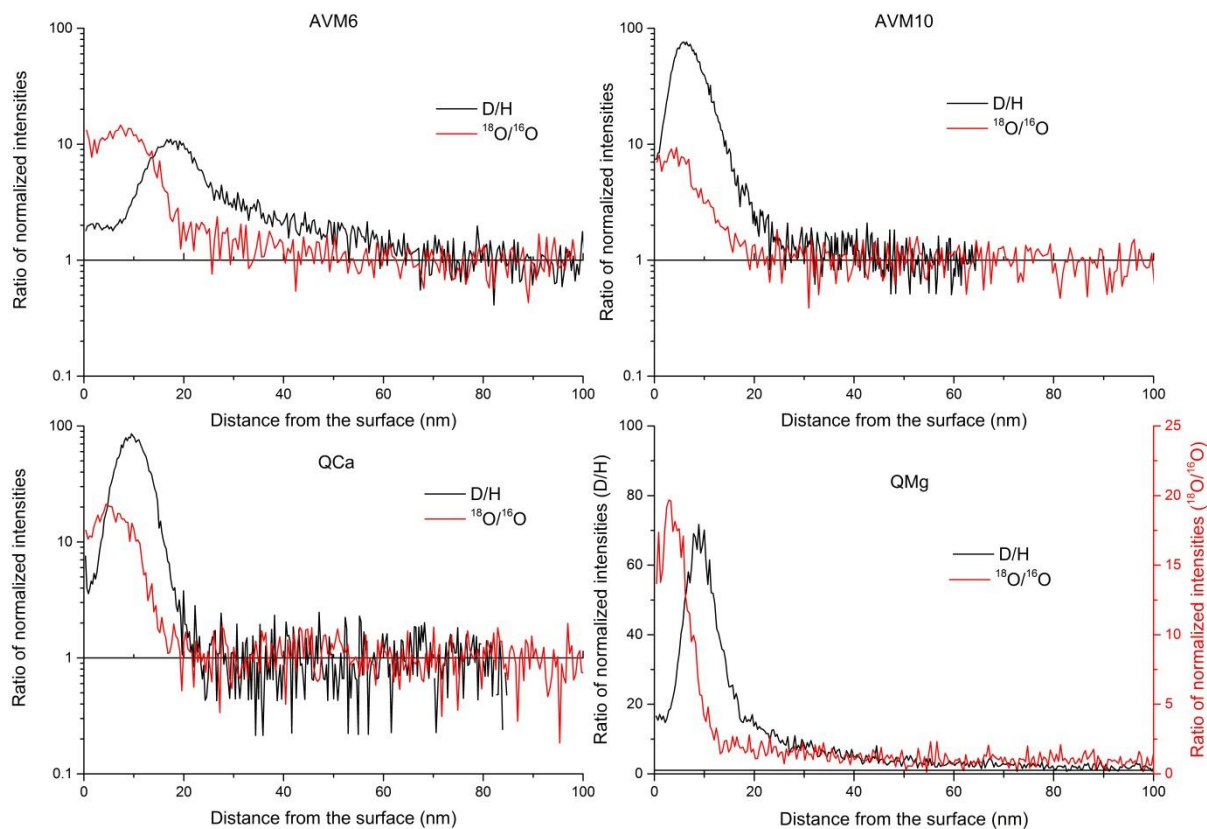 AVM6
Ratio of normalized intensities
100
10
1
0.1
D/H
¹⁸O/¹⁶O
0 20 40 60 80 100
Distance from the surface (nm)
AVM10
Ratio of normalized intensities
100
10
1
0.1
D/H
¹⁸O/¹⁶O
0 20 40 60 80 100
Distance from the surface (nm)
QCa
Ratio of normalized intensities
100
10
1
0.1
D/H
¹⁸O/¹⁶O
0 20 40 60 80 100
Distance from the surface (nm)
QMg
Ratio of normalized intensities (D/H)
100
80
60
40
20
0
D/H
¹⁸O/¹⁶O
25
20
15
10
5
0
Ratio of normalized intensities (¹⁸O/¹⁶O)
0 20 40 60 80 100
Distance from the surface (nm)